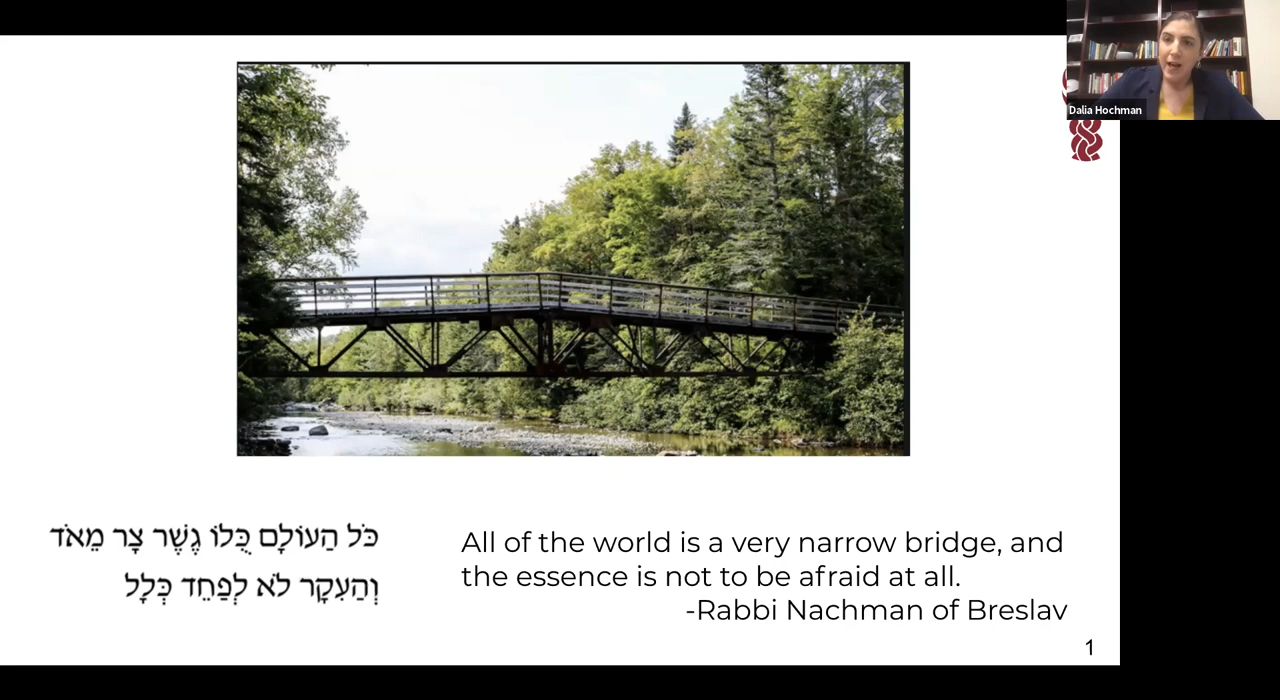 Dalia Hochman
כֹּל הַעוֹלָם כֻּלוֹ גֶשֶׁר צָר מֵאֹד
וְהַעִקָר לֹא לְפַחֵד כְּלָל
All of the world is a very narrow bridge, and
the essence is not to be afraid at all.
-Rabbi Nachman of Breslav
1